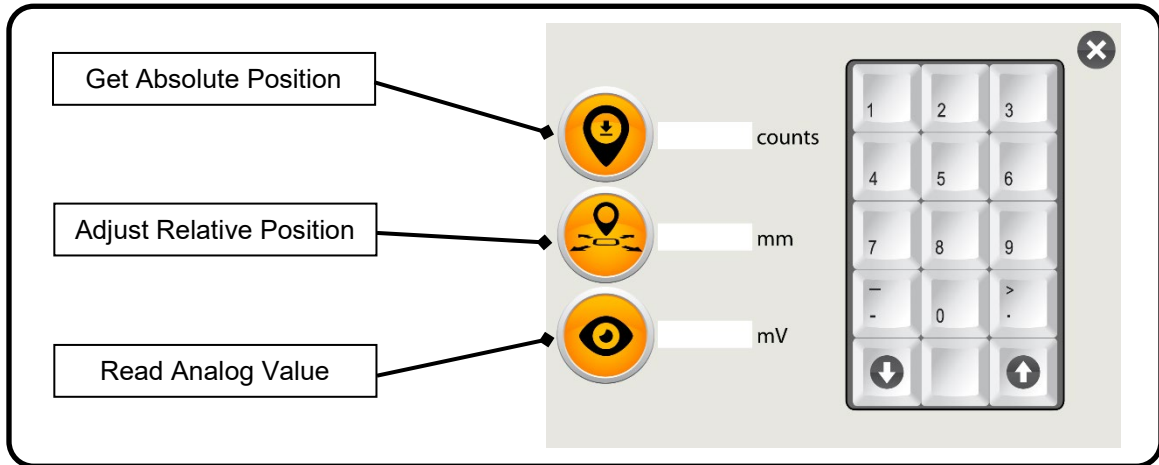 Get Absolute Position
counts
Adjust Relative Position
mm
Read Analog Value
mV
1 2 3
4 5 6
7 8 9
— >
- 0 .